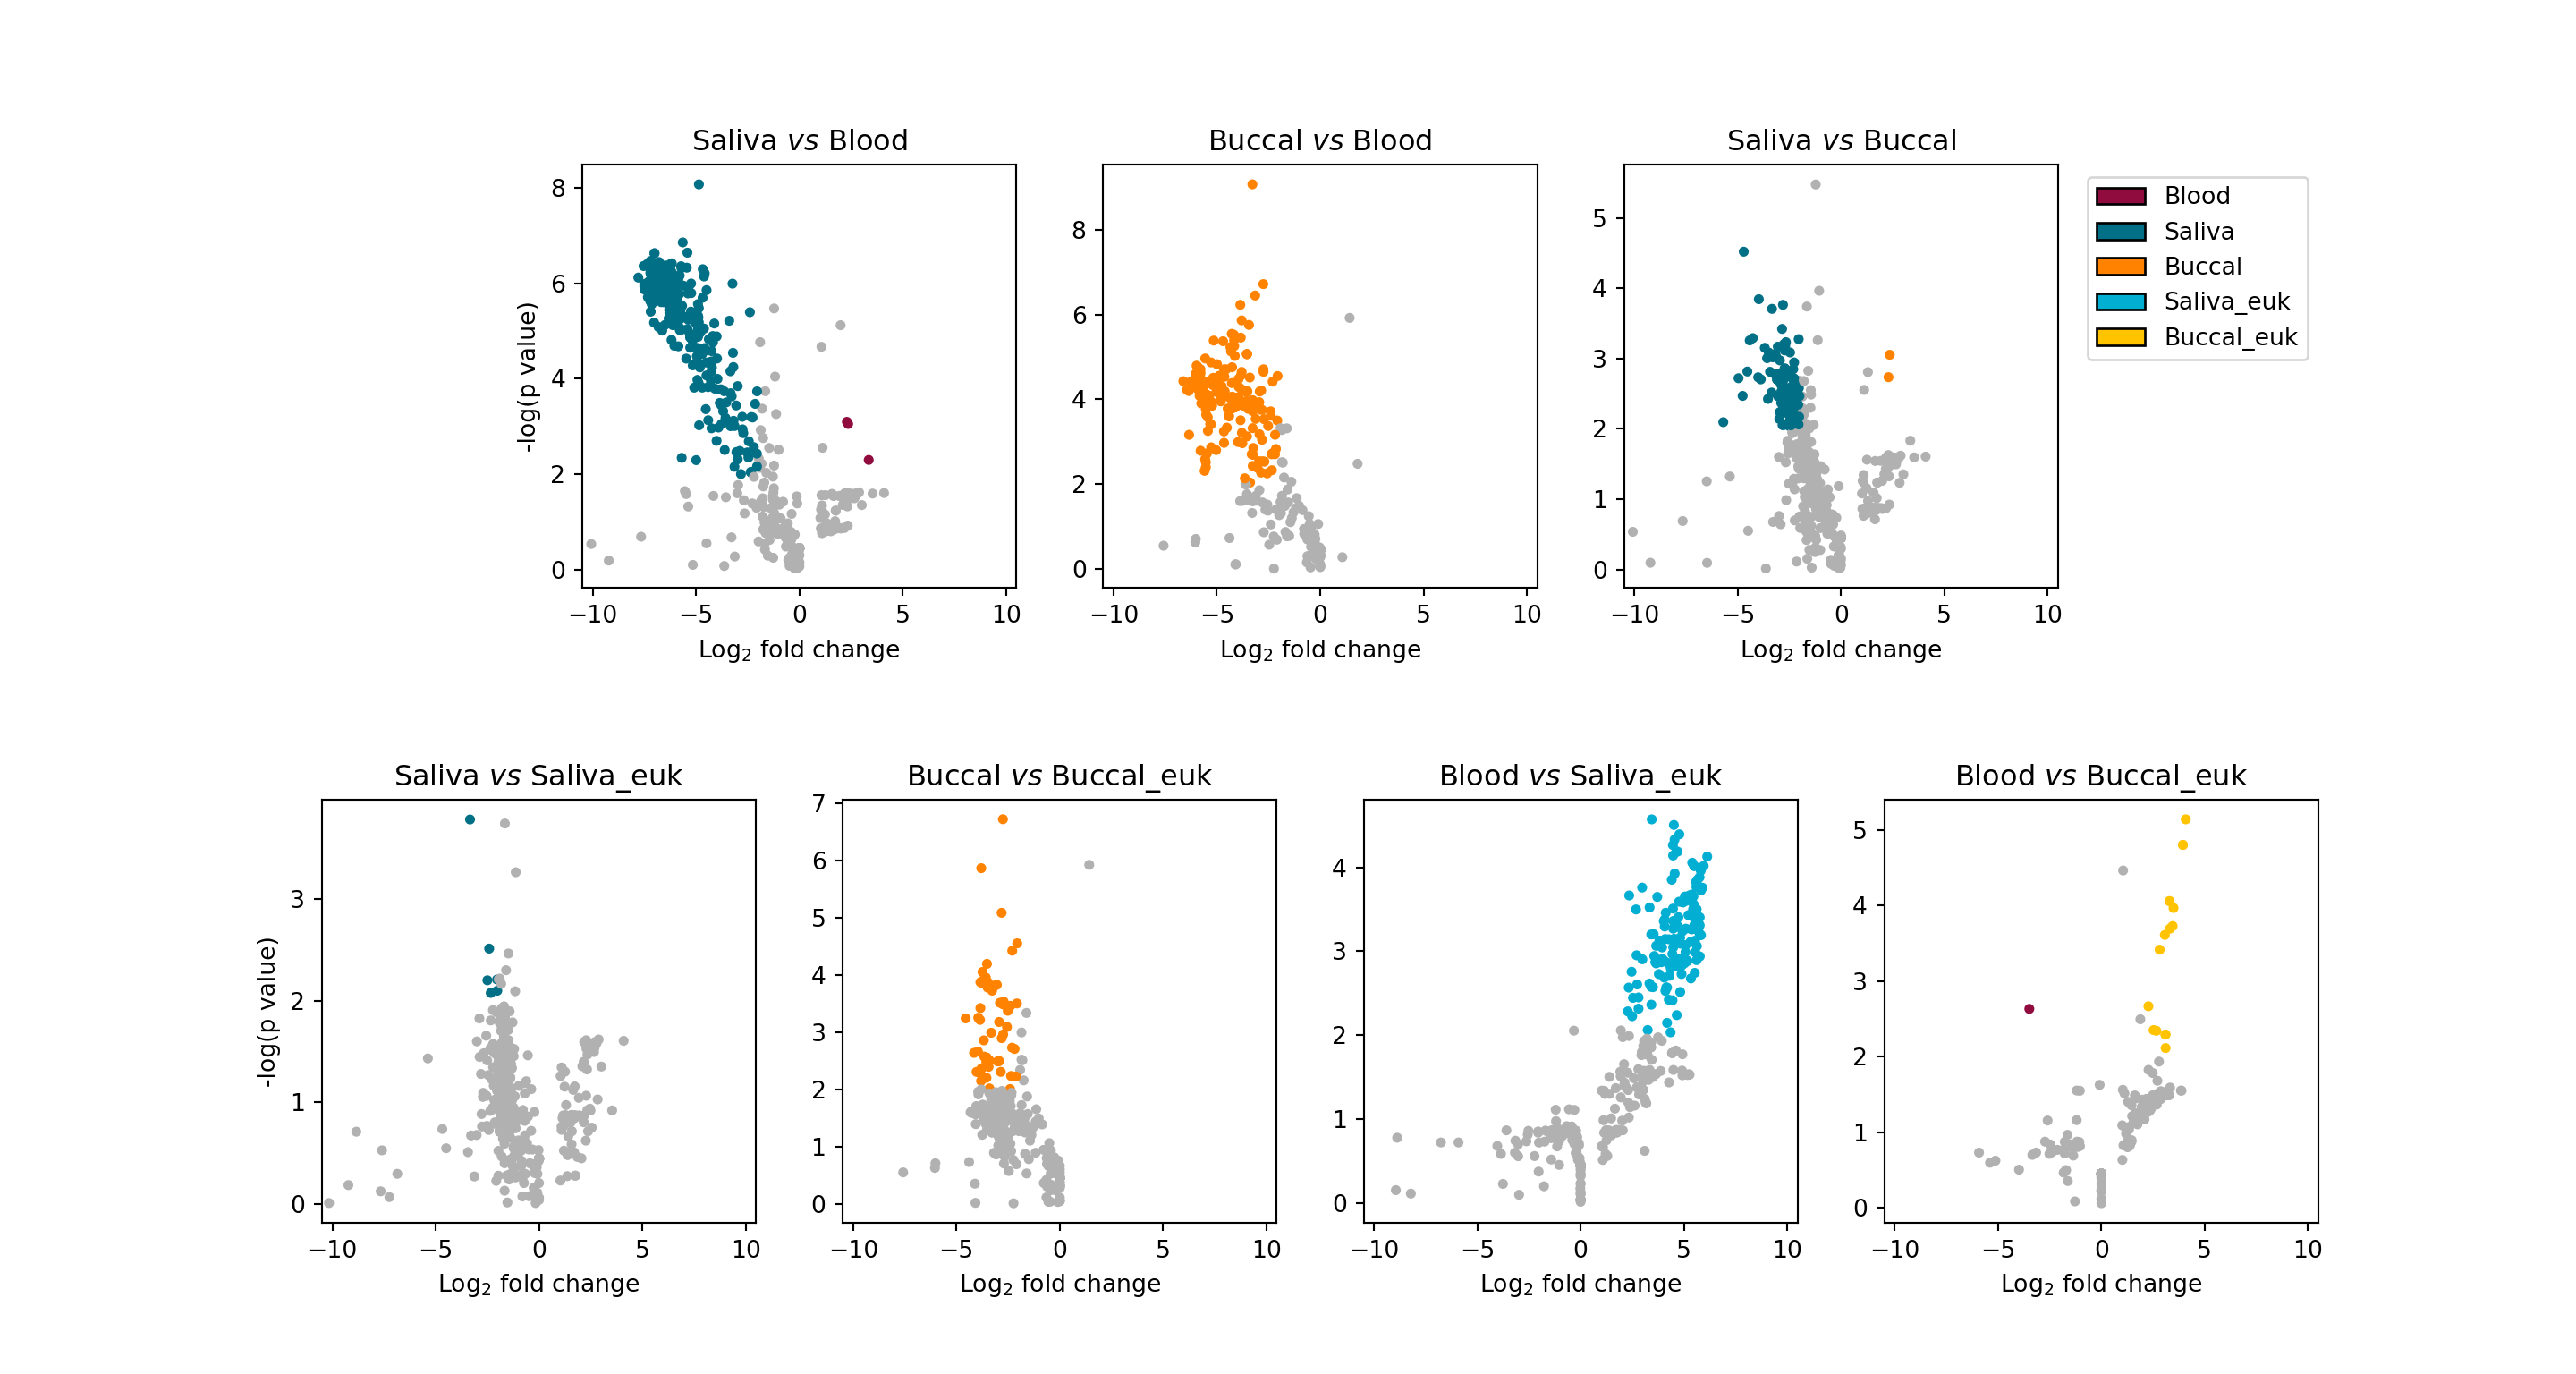 Saliva vs Blood
Buccal vs Blood
Saliva vs Buccal
8
6
4
2
0
-log(p value)
−10 −5 0 5 10
Log₂ fold change
8
6
4
2
0
−10 −5 0 5 10
Log₂ fold change
5
4
3
2
1
0
−10 −5 0 5 10
Log₂ fold change
Blood
Saliva
Buccal
Saliva_euk
Buccal_euk
Saliva vs Saliva_euk
Buccal vs Buccal_euk
Blood vs Saliva_euk
Blood vs Buccal_euk
3
2
1
0
-log(p value)
−10 −5 0 5 10
Log₂ fold change
7
6
5
4
3
2
1
0
−10 −5 0 5 10
Log₂ fold change
4
3
2
1
0
−10 −5 0 5 10
Log₂ fold change
5
4
3
2
1
0
−10 −5 0 5 10
Log₂ fold change